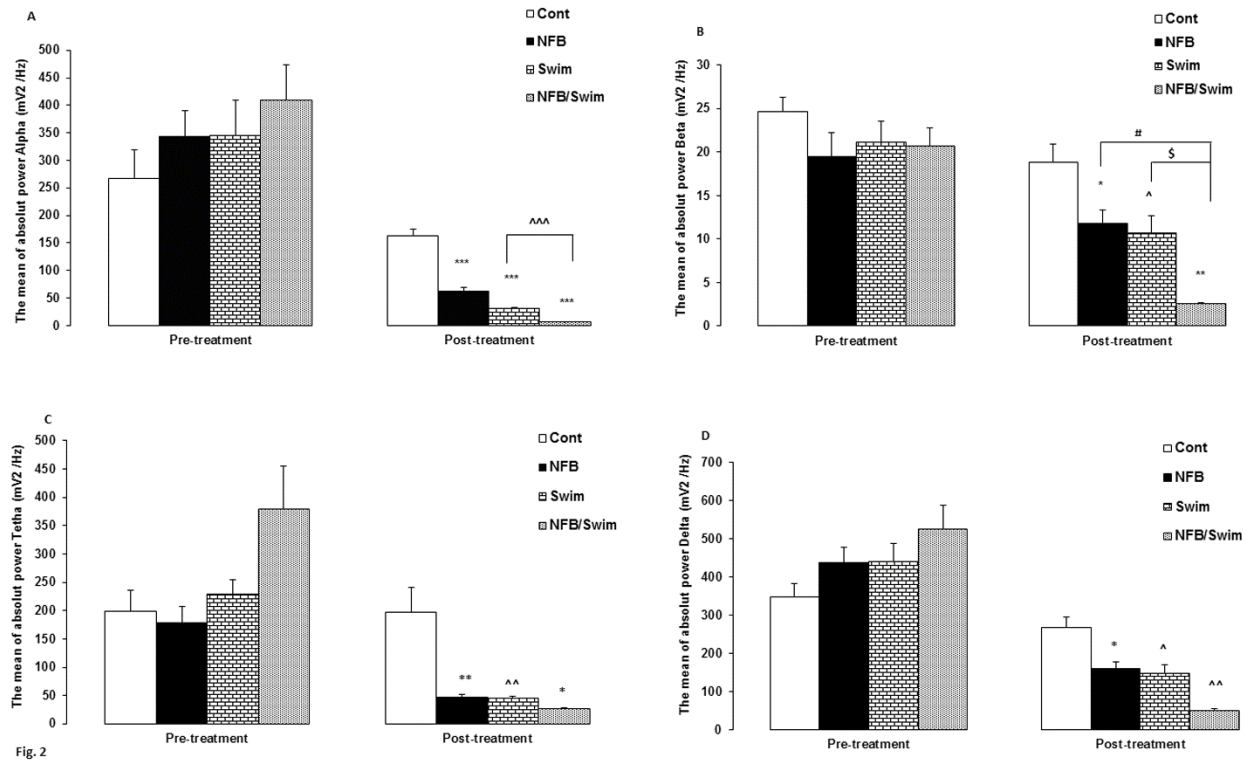 A
Cont
NFB
Swim
NFB/Swim
The mean of absolut power Alpha (mV2 /Hz)
500
450
400
350
300
250
200
150
100
50
0
***
***
***
^^^
Pre-treatment
Post-treatment
B
Cont
NFB
Swim
NFB/Swim
The mean of absolut power Beta (mV2 /Hz)
30
25
20
15
10
5
0
#
$
*
^
**
Pre-treatment
Post-treatment
C
Cont
NFB
Swim
NFB/Swim
The mean of absolut power Tetha (mV2 /Hz)
500
450
400
350
300
250
200
150
100
50
0
**
^^
*
Pre-treatment
Post-treatment
D
Cont
NFB
Swim
NFB/Swim
The mean of absolut power Delta (mV2 /Hz)
700
600
500
400
300
200
100
0
*
^
^^
Pre-treatment
Post-treatment
Fig. 2